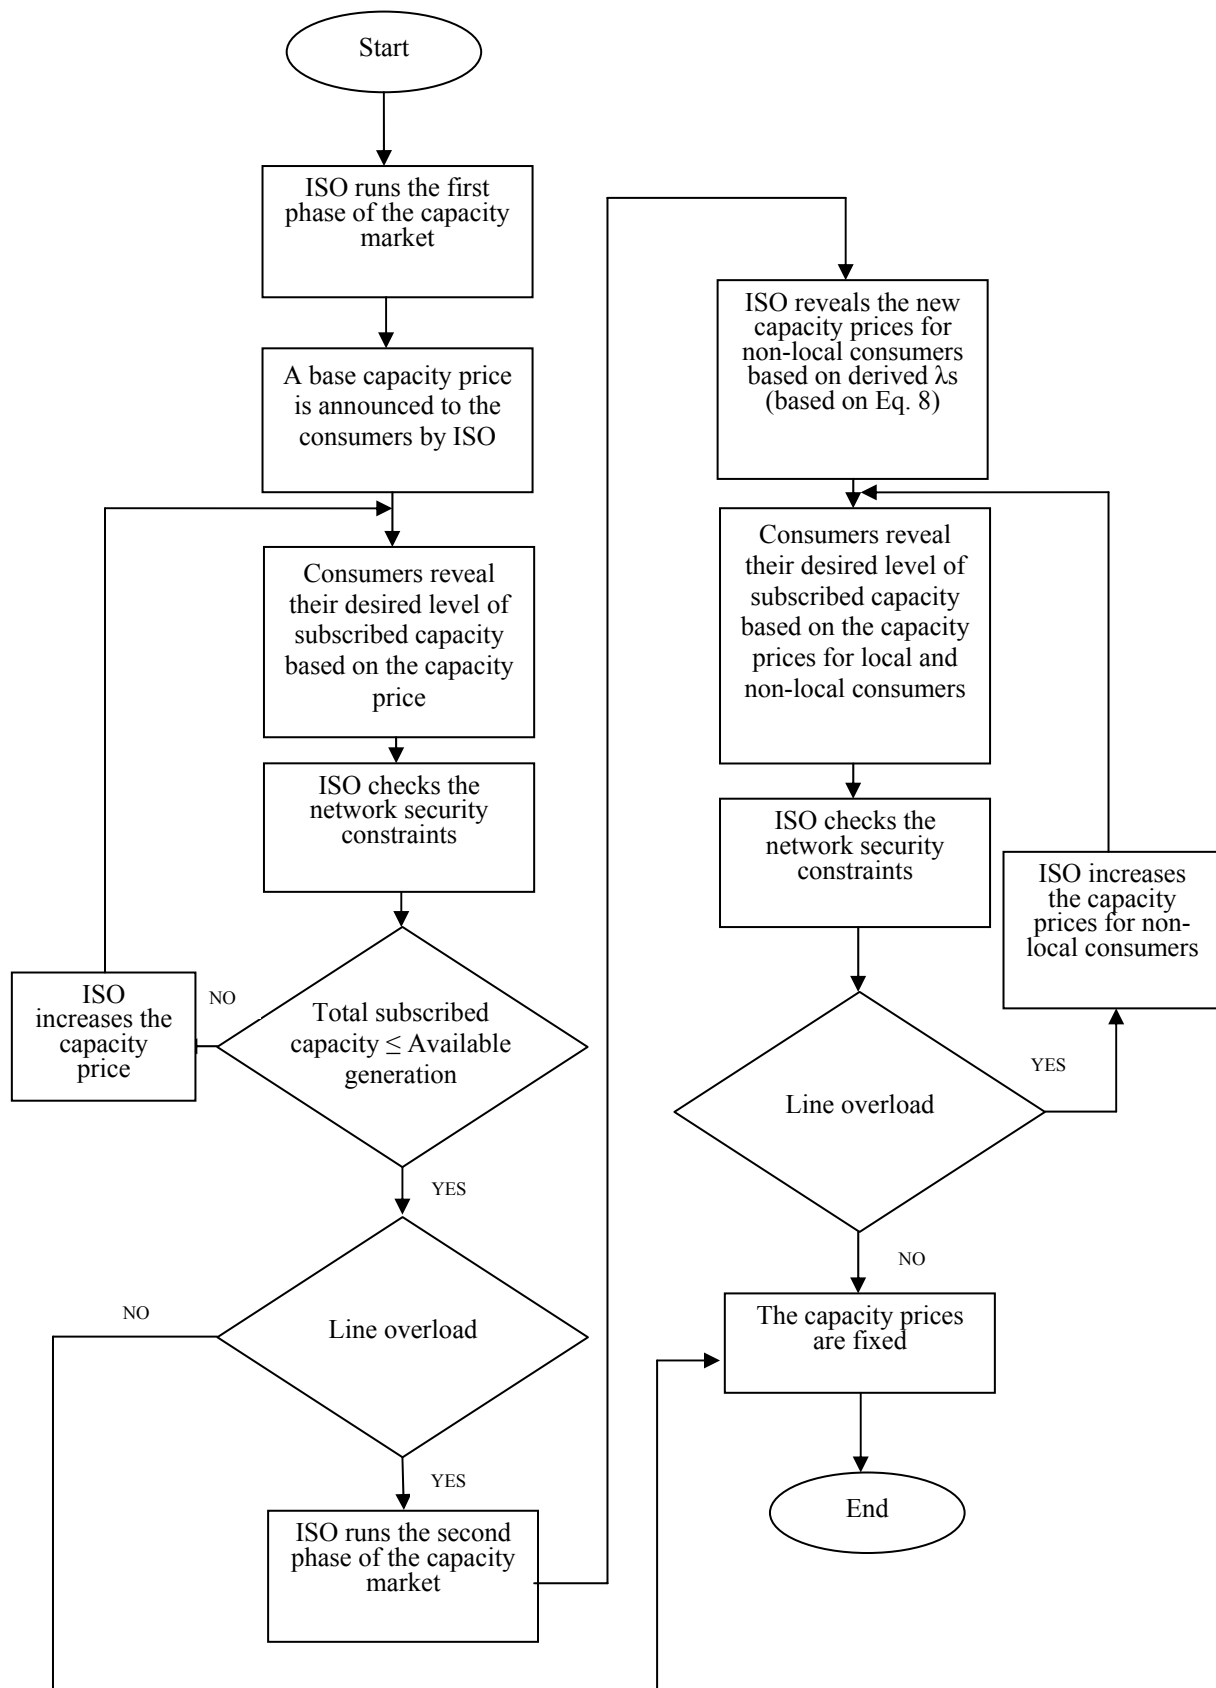 Start
ISO runs the first
phase of the capacity
market
A base capacity price
is announced to the
consumers by ISO
Consumers reveal
their desired level of
subscribed capacity
based on the capacity
price
ISO checks the
network security
constraints
ISO
increases the
capacity
price
NO
Total subscribed
capacity ≤ Available
generation
YES
NO
Line overload
YES
ISO runs the second
phase of the capacity
market
ISO reveals the new
capacity prices for
non-local consumers
based on derived λs
(based on Eq. 8)
Consumers reveal
their desired level of
subscribed capacity
based on the capacity
prices for local and
non-local consumers
ISO checks the
network security
constraints
ISO increases
the capacity
prices for non-
local consumers
Line overload
YES
NO
The capacity prices
are fixed
End